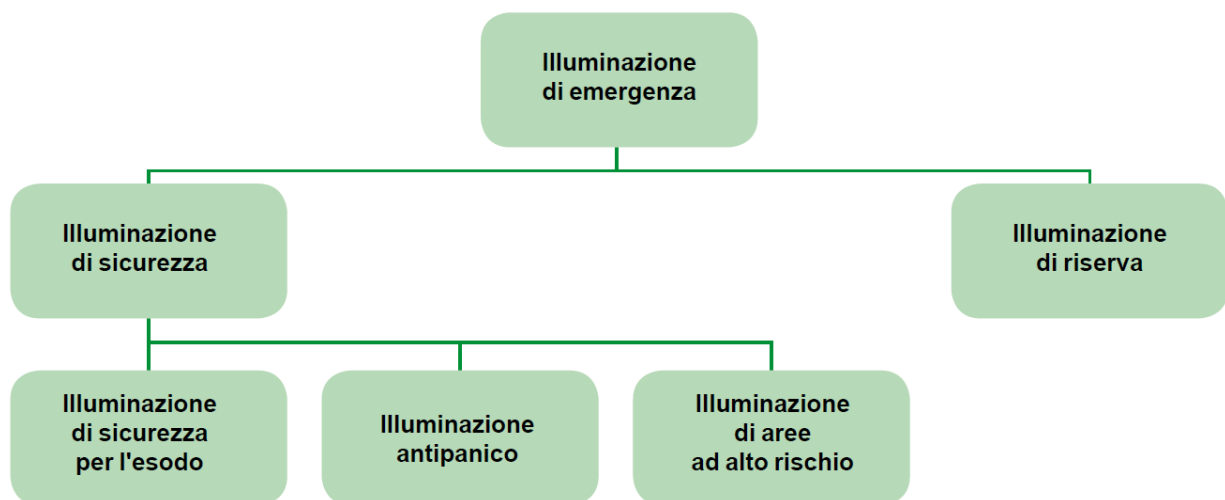 Illuminazione
di emergenza
Illuminazione
di sicurezza
Illuminazione
di riserva
Illuminazione
di sicurezza
per l'esodo
Illuminazione
antipanico
Illuminazione
di aree
ad alto rischio